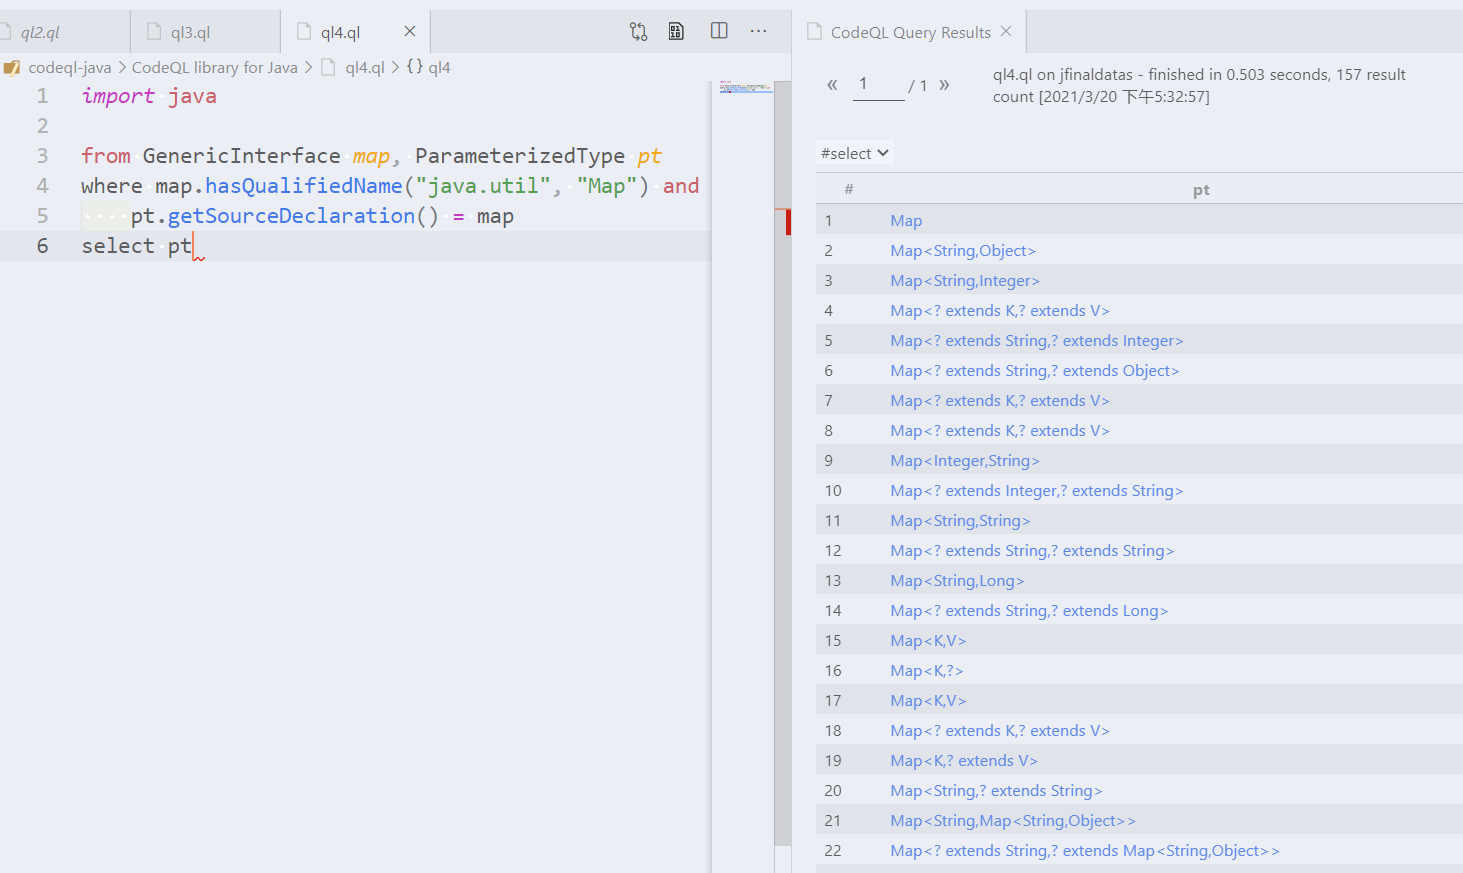 ql2.ql ql3.ql ql4.ql
codeql-java > CodeQL library for Java > ql4.ql > {} ql4
1 import java
2
3 from GenericInterface map, ParameterizedType pt
4 where map.hasQualifiedName("java.util", "Map") and
5 pt.getSourceDeclaration() = map
6 select pt
CodeQL Query Results
« 1 / 1 »
ql4.ql on jfinaldatas - finished in 0.503 seconds, 157 result
count [2021/3/20 下午5:32:57]
#select
# pt
1 Map
2 Map<String,Object>
3 Map<String,Integer>
4 Map<? extends K,? extends V>
5 Map<? extends String,? extends Integer>
6 Map<? extends String,? extends Object>
7 Map<? extends K,? extends V>
8 Map<? extends K,? extends V>
9 Map<Integer,String>
10 Map<? extends Integer,? extends String>
11 Map<String,String>
12 Map<? extends String,? extends String>
13 Map<String,Long>
14 Map<? extends String,? extends Long>
15 Map<K,V>
16 Map<K,?>
17 Map<K,V>
18 Map<? extends K,? extends V>
19 Map<K,? extends V>
20 Map<String,? extends String>
21 Map<String,Map<String,Object>>
22 Map<? extends String,? extends Map<String,Object>>